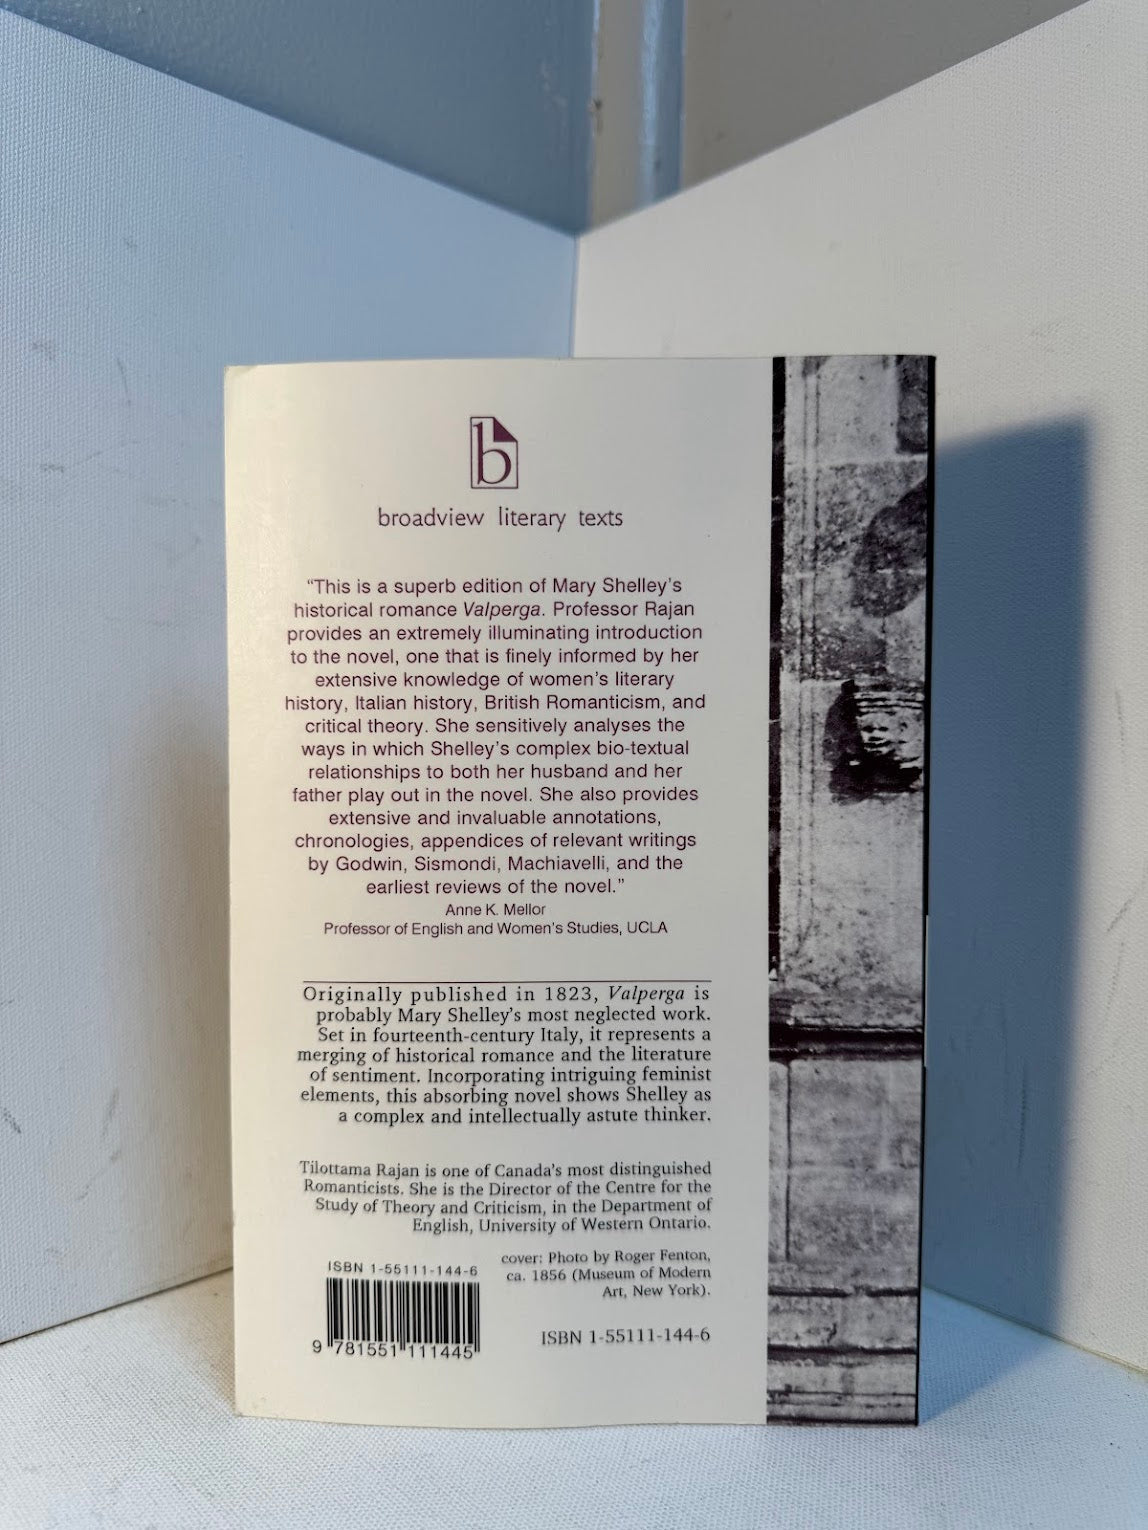 b
broadview literary texts
“This is a superb edition of Mary Shelley’s
historical romance Valperga. Professor Rajan
provides an extremely illuminating introduction
to the novel, one that is finely informed by her
extensive knowledge of women’s literary
history, Italian history, British Romanticism, and
critical theory. She sensitively analyses the
ways in which Shelley’s complex bio-textual
relationships to both her husband and her
father play out in the novel. She also provides
extensive and invaluable annotations,
chronologies, appendices of relevant writings
by Godwin, Sismondi, Machiavelli, and the
earliest reviews of the novel.”
Anne K. Mellor
Professor of English and Women’s Studies, UCLA
Originally published in 1823, Valperga is
probably Mary Shelley’s most neglected work.
Set in fourteenth-century Italy, it represents a
merging of historical romance and the literature
of sentiment. Incorporating intriguing feminist
elements, this absorbing novel shows Shelley as
a complex and intellectually astute thinker.
Tilottama Rajan is one of Canada’s most distinguished
Romanticists. She is the Director of the Centre for the
Study of Theory and Criticism, in the Department of
English, University of Western Ontario.
cover: Photo by Roger Fenton,
ca. 1856 (Museum of Modern
Art, New York).
ISBN 1-55111-144-6
9 781551 111445
ISBN 1-55111-144-6